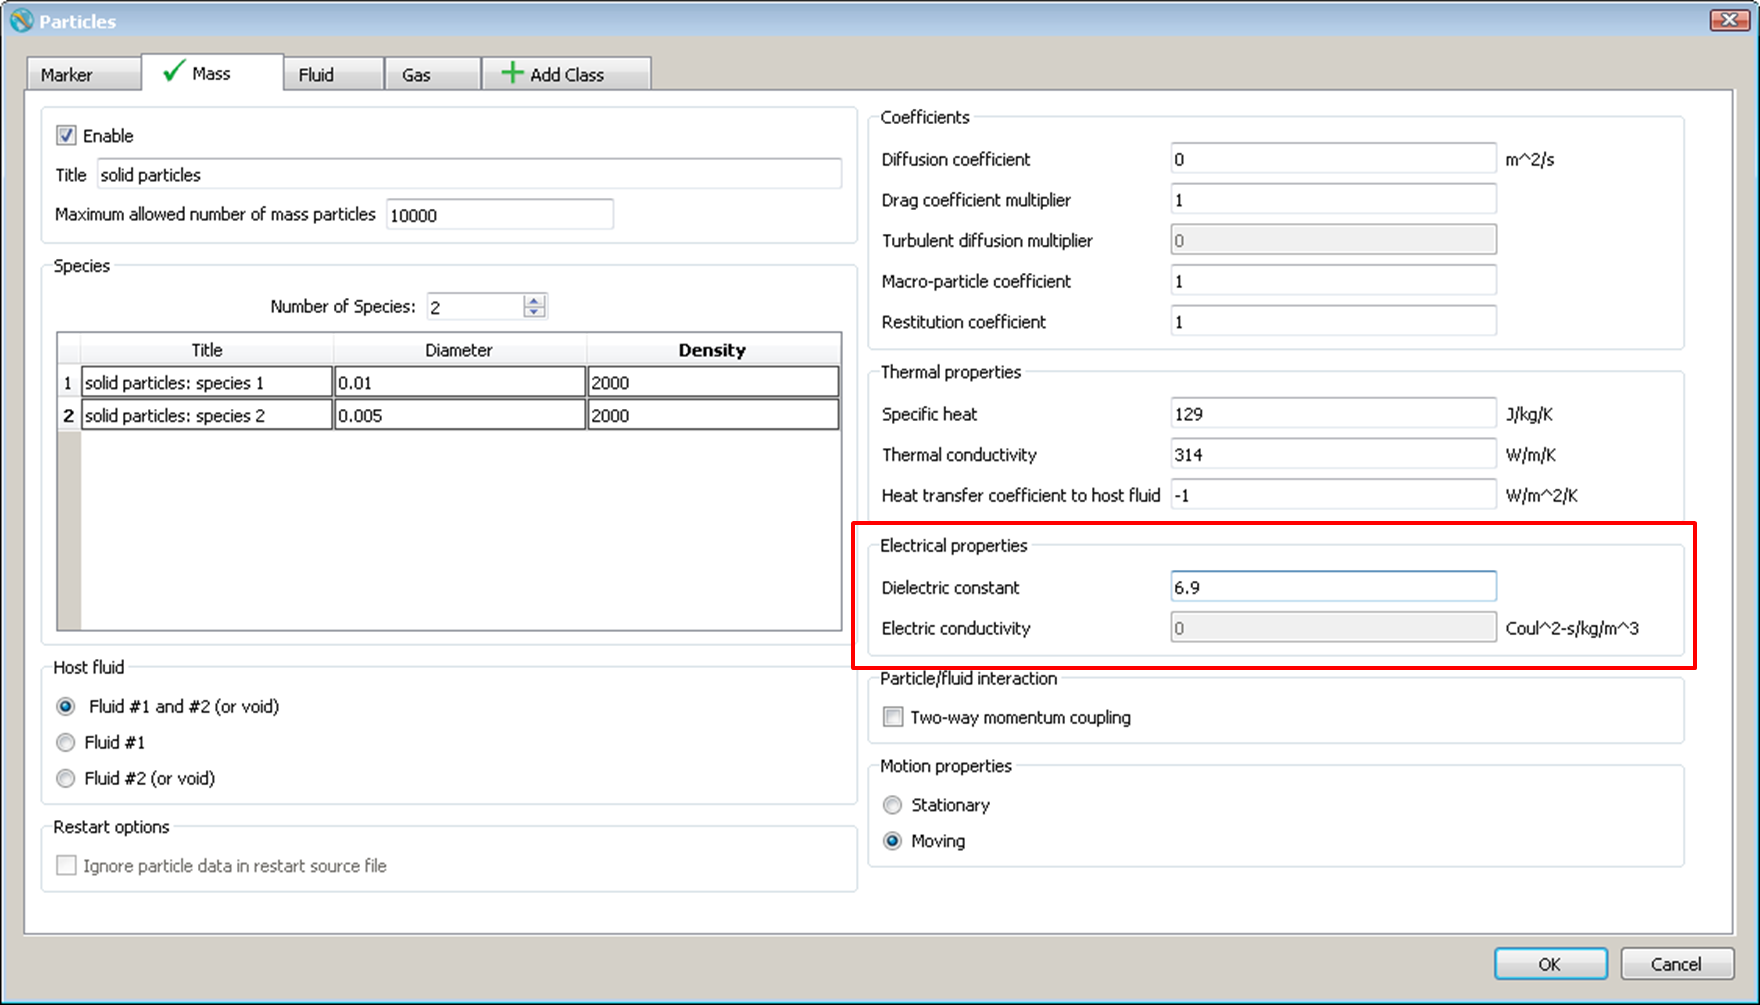 Particles
Marker
Mass
Fluid
Gas
Add Class
Enable
Title solid particles
Maximum allowed number of mass particles 10000
Species
Number of Species: 2
Title Diameter Density
1 solid particles: species 1 0.01 2000
2 solid particles: species 2 0.005 2000
Host fluid
Fluid #1 and #2 (or void)
Fluid #1
Fluid #2 (or void)
Restart options
Ignore particle data in restart source file
Coefficients
Diffusion coefficient 0 m^2/s
Drag coefficient multiplier 1
Turbulent diffusion multiplier 0
Macro-particle coefficient 1
Restitution coefficient 1
Thermal properties
Specific heat 129 J/kg/K
Thermal conductivity 314 W/m/K
Heat transfer coefficient to host fluid -1 W/m^2/K
Electrical properties
Dielectric constant 6.9
Electric conductivity 0 Coul^2-s/kg/m^3
Particle/fluid interaction
Two-way momentum coupling
Motion properties
Stationary
Moving
OK
Cancel